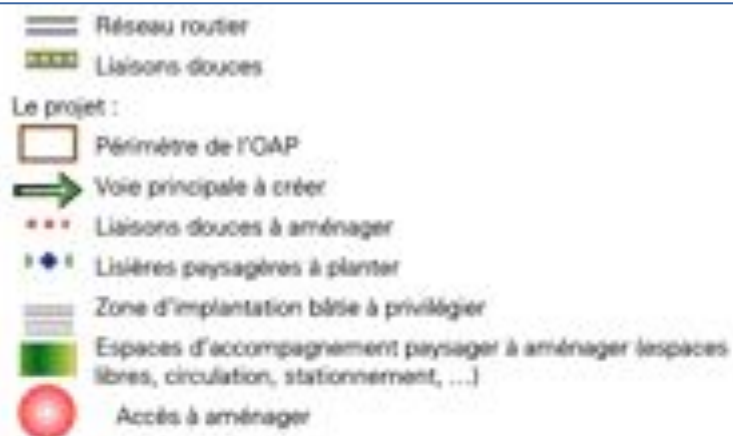 Réseau routier
Liaisons douces
Le projet :
Périmètre de l'OAP
Voie principale à créer
Liaisons douces à aménager
Lisières paysagères à planter
Zone d'implantation bâtie à privilégier
Espaces d'accompagnement paysager à aménager (espaces
libres, circulation, stationnement, ...)
Accès à aménager